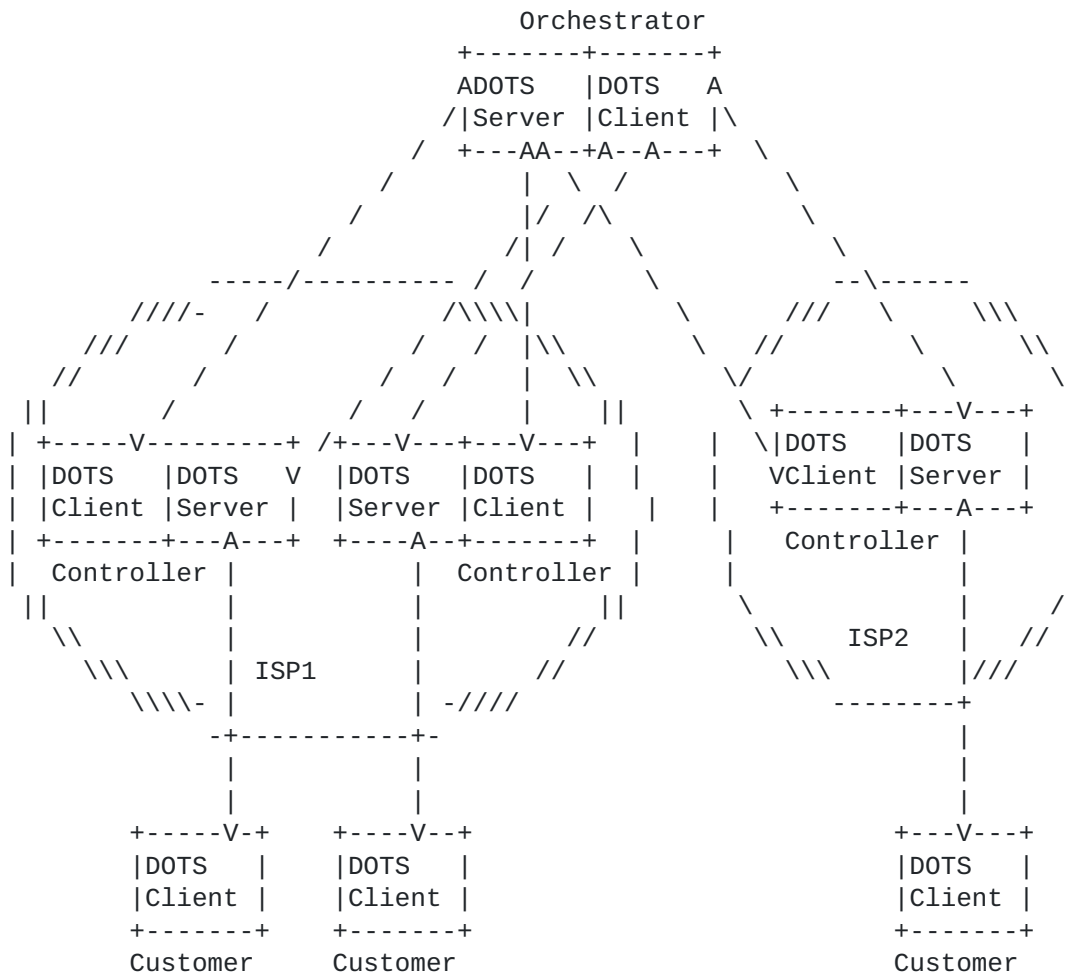 Orchestrator
                             +-------+-------+
                             ADOTS   |DOTS   A
                            /|Server |Client |\
                          /  +---AA--+A--A---+  \
                        /        |  \  /          \
                      /          |/  /\            \
                    /           /| /    \            \
             -----/---------- /  /       \           --\------
        ////-   /           /\\\\|         \      ///   \     \\\
     ///      /           /   /  |\\        \   //         \      \\
   //       /           /   /    |  \\        \/             \      \
 ||       /           /   /      |    ||       \ +-------+---V---+
| +-----V---------+ /+---V---+---V---+  |    |  \|DOTS   |DOTS   |
| |DOTS   |DOTS   V  |DOTS   |DOTS   |  |    |   VClient |Server |
| |Client |Server |  |Server |Client |   |   |   +-------+---A---+
| +-------+---A---+  +----A--+-------+  |     |   Controller |
|  Controller |           |  Controller |     |              |
 ||           |           |           ||       \             |     /
   \\         |           |         //          \\    ISP2   |   //
     \\\      | ISP1      |       //              \\\        |///
        \\\\- |           | -////                    --------+
             -+-----------+-                                 |
              |           |                                  |
              |           |                                  |
        +-----V-+    +----V--+                           +---V---+
        |DOTS   |    |DOTS   |                           |DOTS   |
        |Client |    |Client |                           |Client |
        +-------+    +-------+                           +-------+
        Customer     Customer                            Customer